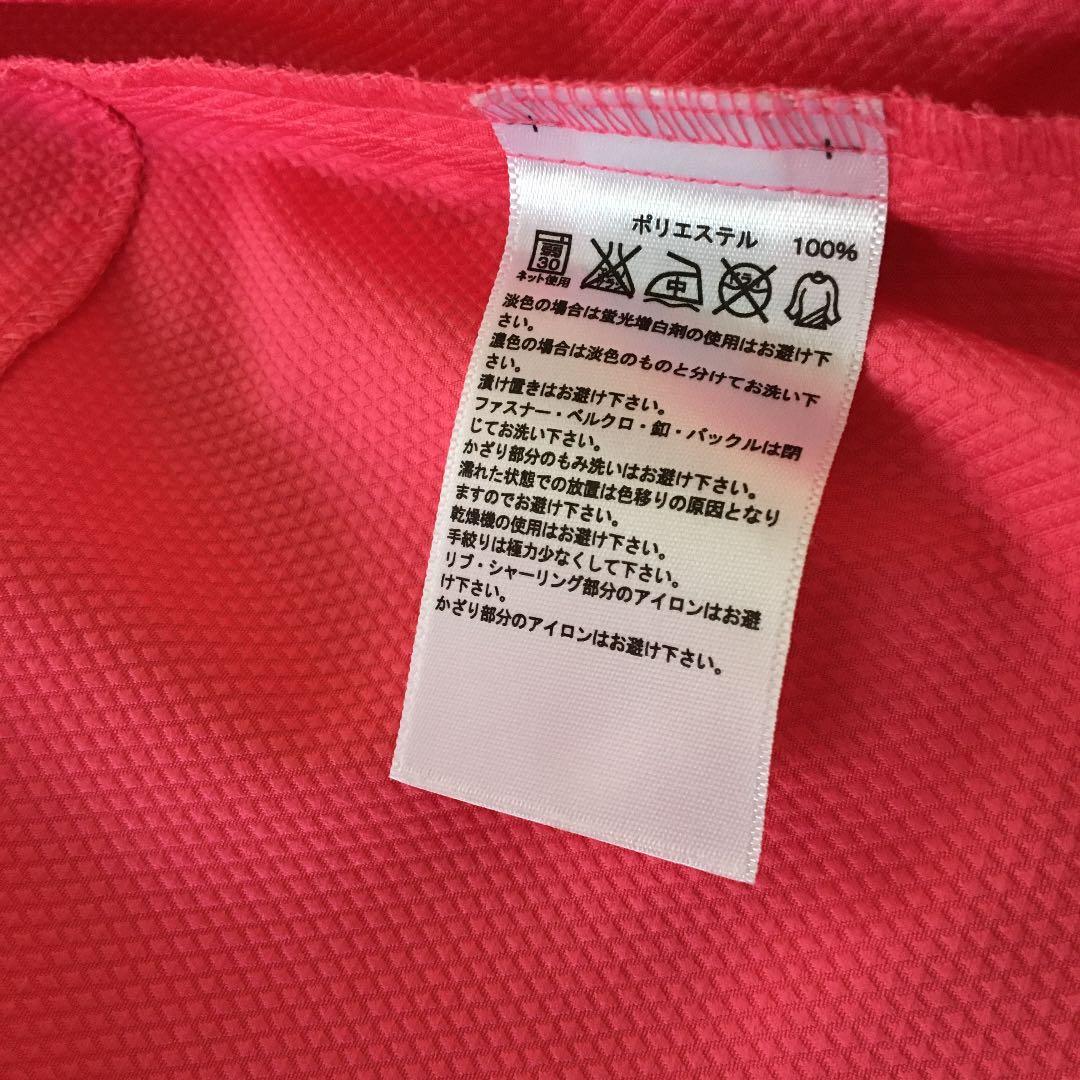 ポリエステル 100%
弱 30 エンソサラシ 中 ドライ
ネット使用
淡色の場合は蛍光増白剤の使用はお避け下
さい。
濃色の場合は淡色のものと分けてお洗い下
さい。
漬け置きはお避け下さい。
ファスナー・ベルクロ・釦・バックルは閉
じてお洗い下さい。
かざり部分のもみ洗いはお避け下さい。
濡れた状態での放置は色移りの原因となり
ますのでお避け下さい。
乾燥機の使用はお避け下さい。
手絞りは極力少なくして下さい。
リブ・シャーリング部分のアイロンはお避
け下さい。
かざり部分のアイロンはお避け下さい。